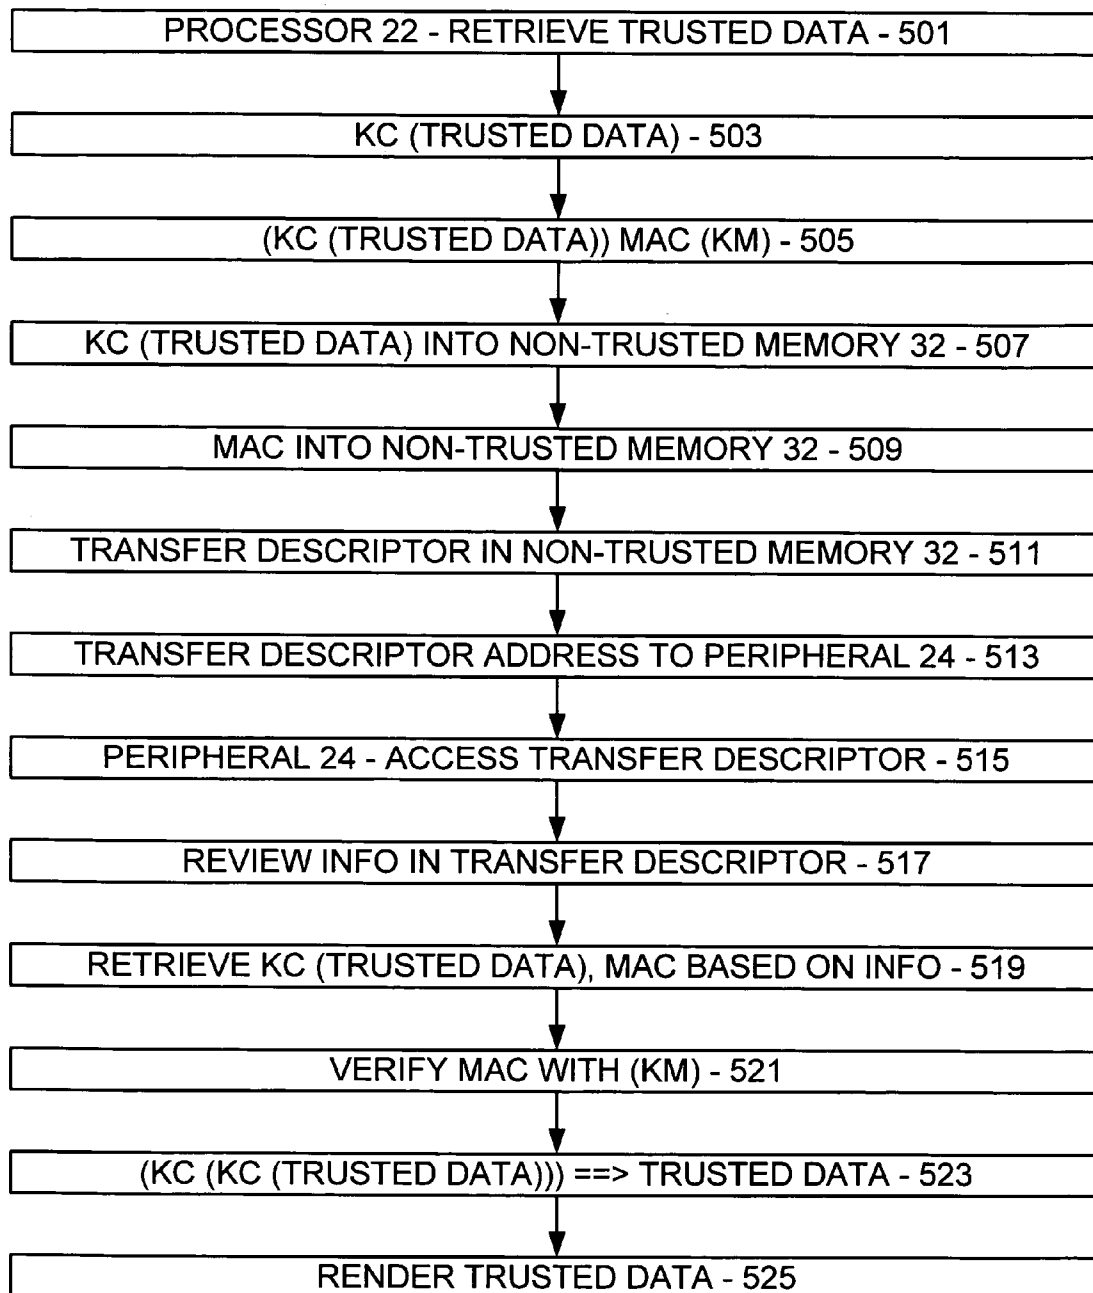 PROCESSOR 22 - RETRIEVE TRUSTED DATA - 501
KC (TRUSTED DATA) - 503
(KC (TRUSTED DATA)) MAC (KM) - 505
KC (TRUSTED DATA) INTO NON-TRUSTED MEMORY 32 - 507
MAC INTO NON-TRUSTED MEMORY 32 - 509
TRANSFER DESCRIPTOR IN NON-TRUSTED MEMORY 32 - 511
TRANSFER DESCRIPTOR ADDRESS TO PERIPHERAL 24 - 513
PERIPHERAL 24 - ACCESS TRANSFER DESCRIPTOR - 515
REVIEW INFO IN TRANSFER DESCRIPTOR - 517
RETRIEVE KC (TRUSTED DATA), MAC BASED ON INFO - 519
VERIFY MAC WITH (KM) - 521
(KC (KC (TRUSTED DATA))) ==> TRUSTED DATA - 523
RENDER TRUSTED DATA - 525